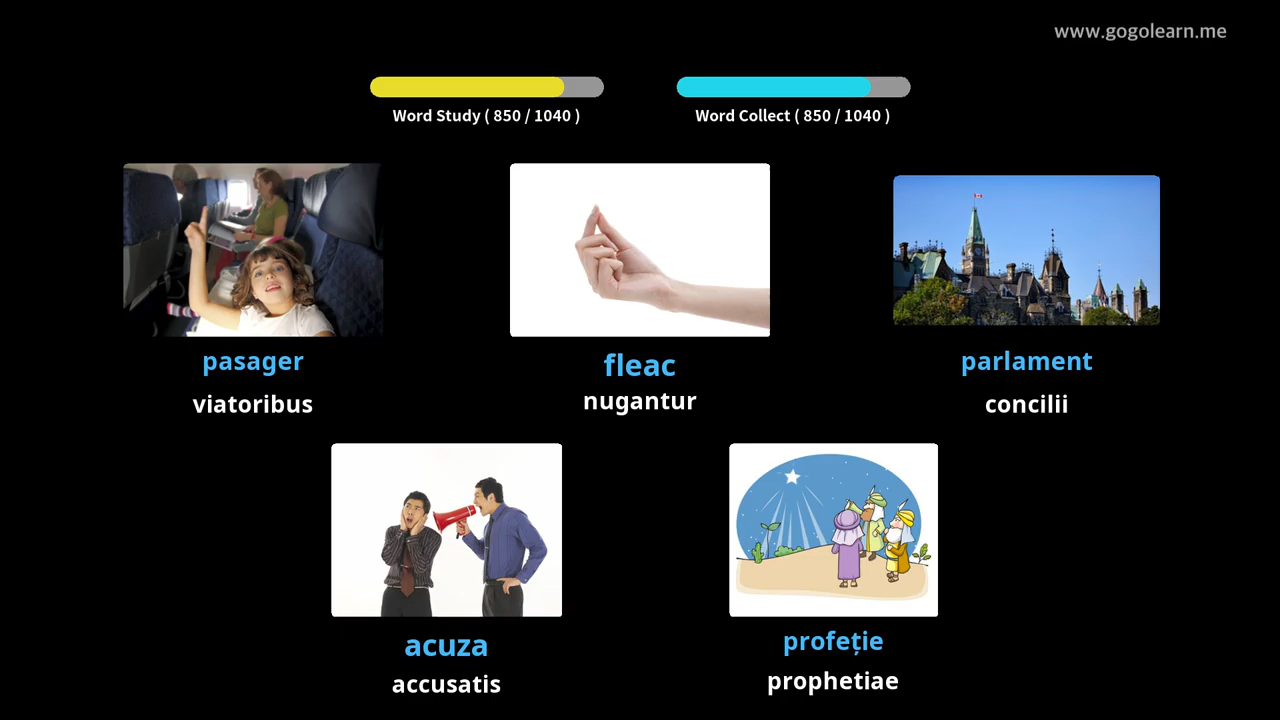 www.gogolearn.me
Word Study ( 850 / 1040 )
Word Collect ( 850 / 1040 )
pasager
viatoribus
fleac
nugantur
parlament
concilii
acuza
accusatis
profeție
prophetiae